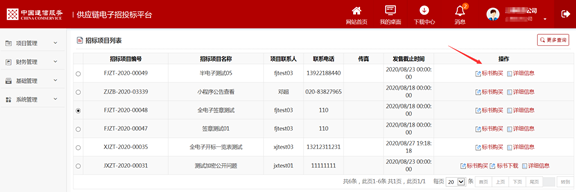 中国通信服务
CHINA COMSERVICE
供应链电子招投标平台
网站首页
我的桌面
下载中心
消息
公司
项目管理
财务管理
基础管理
系统管理
招标项目列表
更多查询
招标项目编号 招标项目名称 项目联系人 联系电话 传真 发售截止时间 操作
FJZT-2020-00049 半电子测试05 fjtest03 13922188440 2020/08/23 00:00:00 标书购买 详细信息
ZJZB-2020-03339 小程序公告查看 邓超 020-83827965 2020/08/18 00:00:00 标书购买 详细信息
FJZT-2020-00048 全电子签章测试 fjtest03 110 2020/08/18 00:00:00 标书购买 详细信息
FJZT-2020-00047 签章测试01 fjtest03 110 2020/08/18 00:00:00 标书购买 详细信息
XJZT-2020-00035 全电子开标一览表测试 xjtest03 13212311231 2020/08/27 19:18:18 标书购买 详细信息
JXZT-2020-00031 测试加密公开问题 jxtest01 11111111 2020/08/23 00:00:00 标书购买 标书下载 详细信息
共6条，此页1-6条 共1页，此页1/1 每页 20 条 首页 上页 下页 尾页 转到